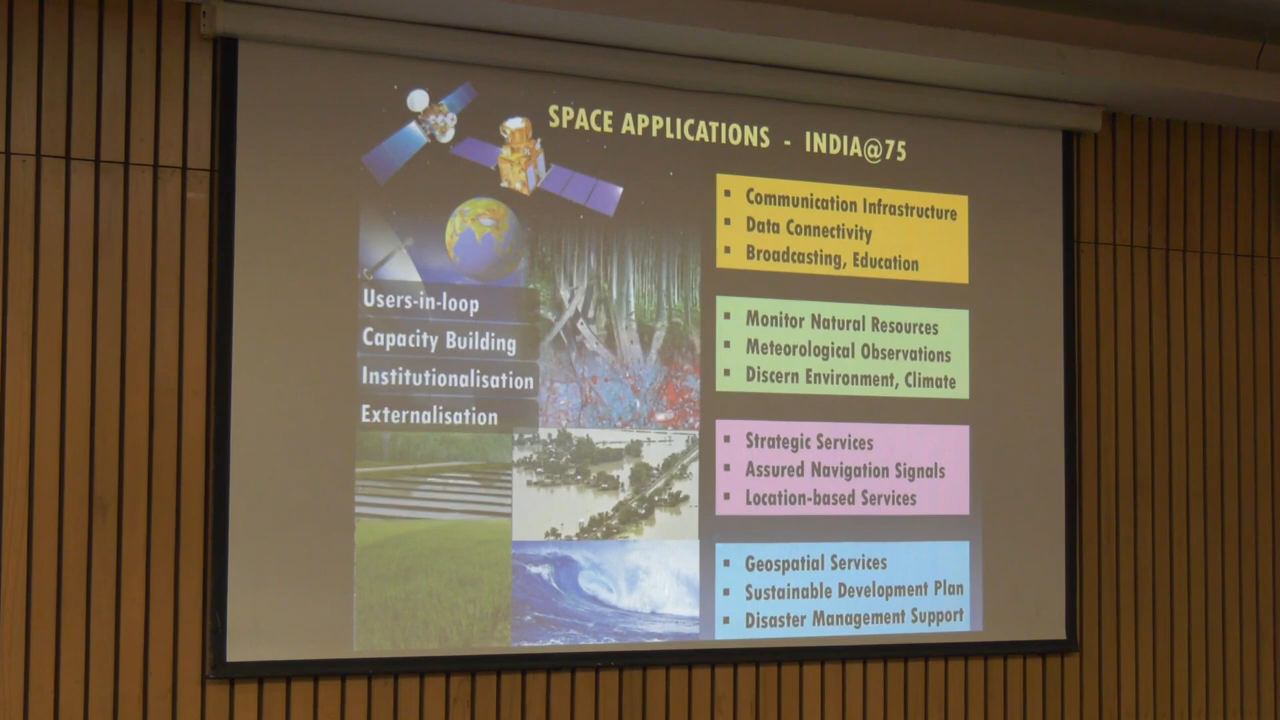 SPACE APPLICATIONS - INDIA@75
Users-in-loop
Capacity Building
Institutionalisation
Externalisation
▪ Communication Infrastructure
▪ Data Connectivity
▪ Broadcasting, Education
▪ Monitor Natural Resources
▪ Meteorological Observations
▪ Discern Environment, Climate
▪ Strategic Services
▪ Assured Navigation Signals
▪ Location-based Services
▪ Geospatial Services
▪ Sustainable Development Plan
▪ Disaster Management Support